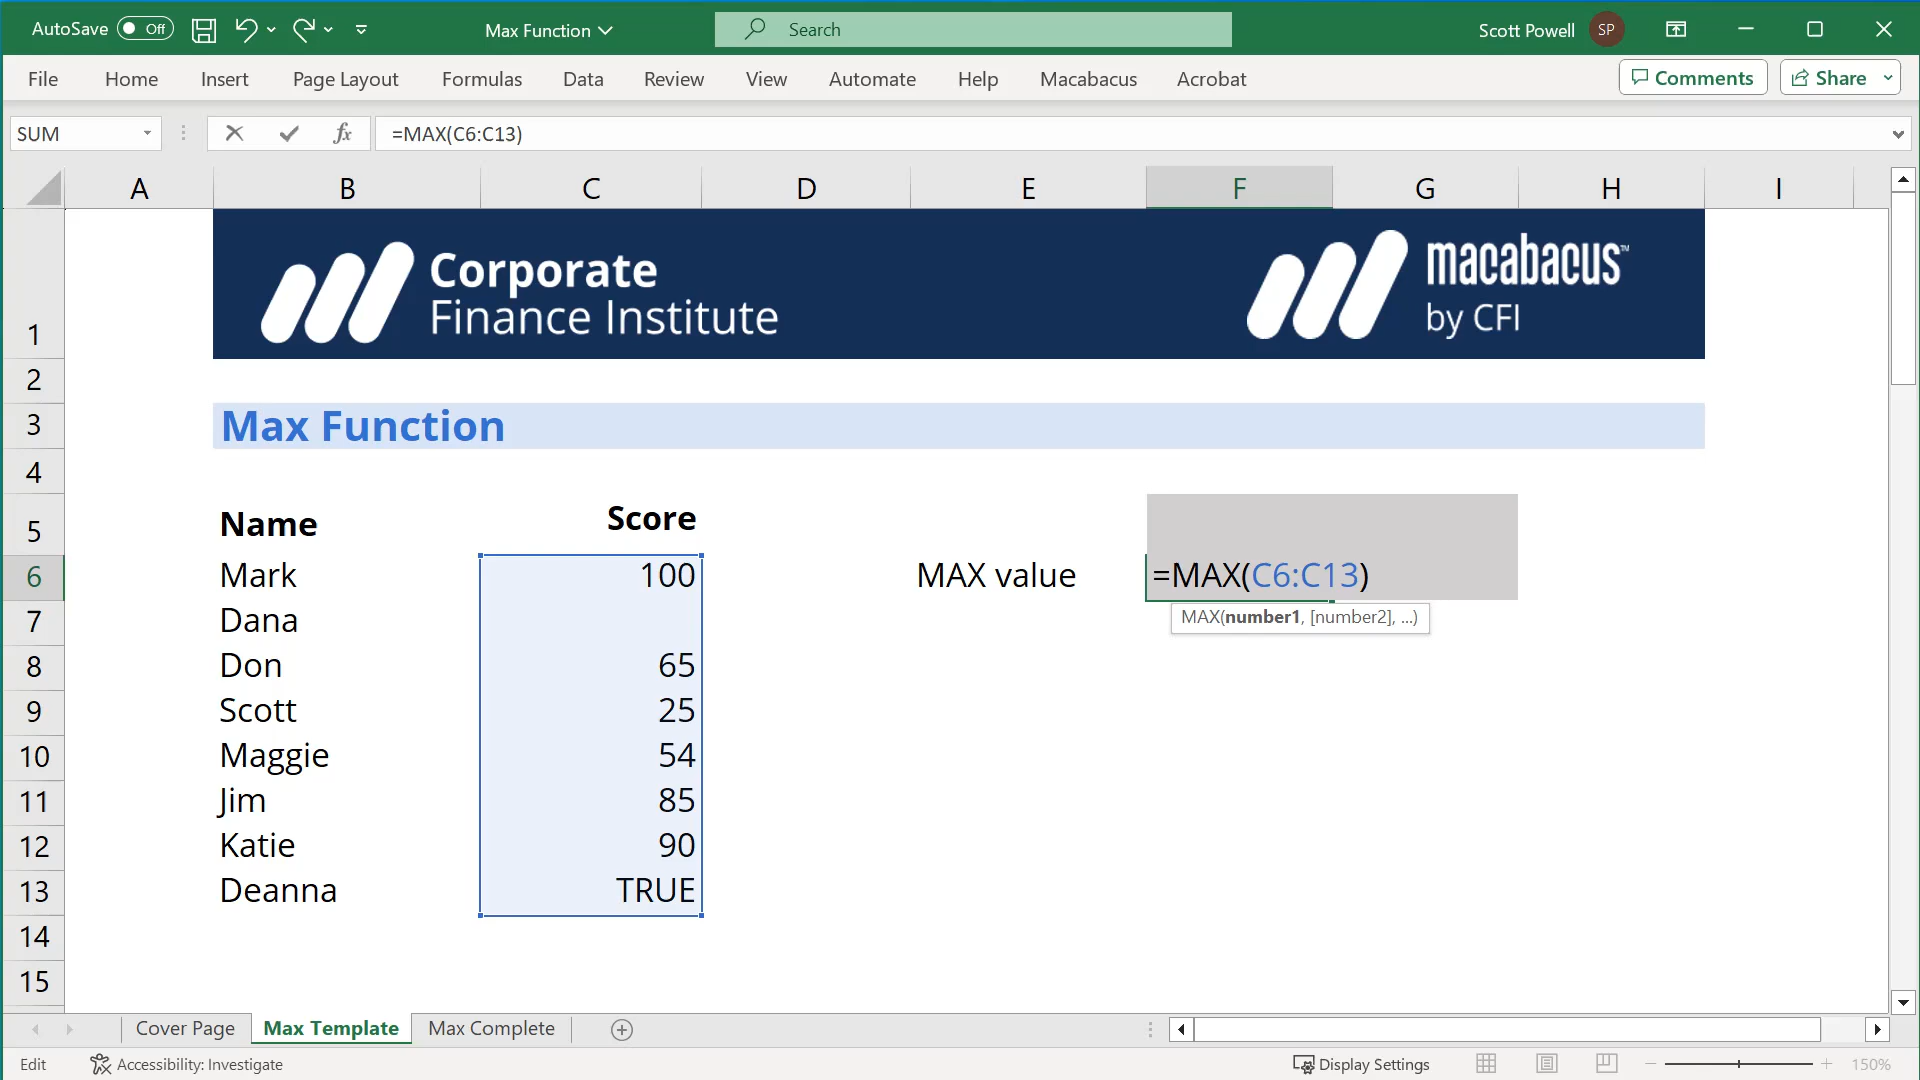 AutoSave Off Max Function Search Scott Powell SP
File Home Insert Page Layout Formulas Data Review View Automate Help Macabacus Acrobat Comments Share
SUM fx =MAX(C6:C13)
A B C D E F G H I
Corporate
Finance Institute
macabacus™
by CFI
1
2
3 Max Function
4
5 Name Score
6 Mark 100 MAX value =MAX(C6:C13)
7 Dana MAX(number1, [number2], ...)
8 Don 65
9 Scott 25
10 Maggie 54
11 Jim 85
12 Katie 90
13 Deanna TRUE
14
15
Cover Page Max Template Max Complete
Edit Accessibility: Investigate Display Settings 150%